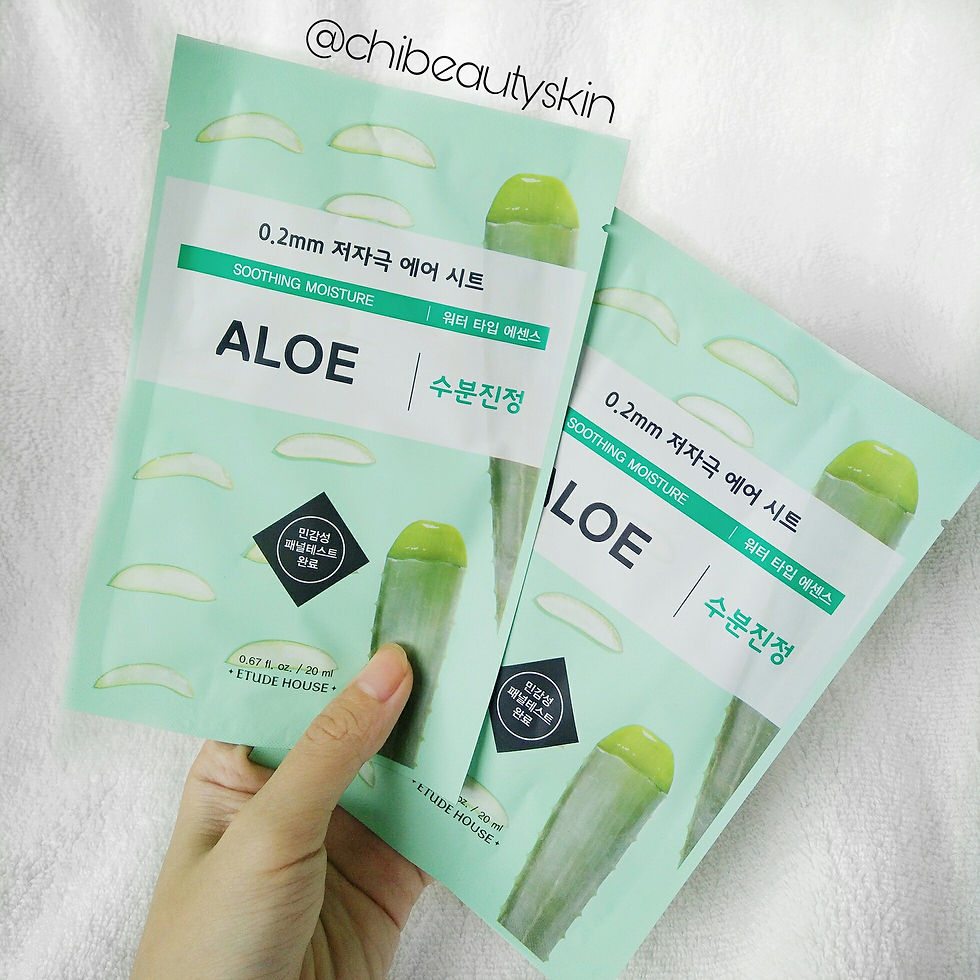 @chibeautyskin
0.2mm 저자극 에어 시트
SOOTHING MOISTURE | 워터 타입 에센스
ALOE | 수분진정
민감성
패널테스트
완료
0.67 fl. oz. / 20 ml
ETUDE HOUSE
0.2mm 저자극 에어 시트
SOOTHING MOISTURE | 워터 타입 에센스
ALOE | 수분진정
민감성
패널테스트
완료
oz. / 20 ml
ETUDE HOUSE